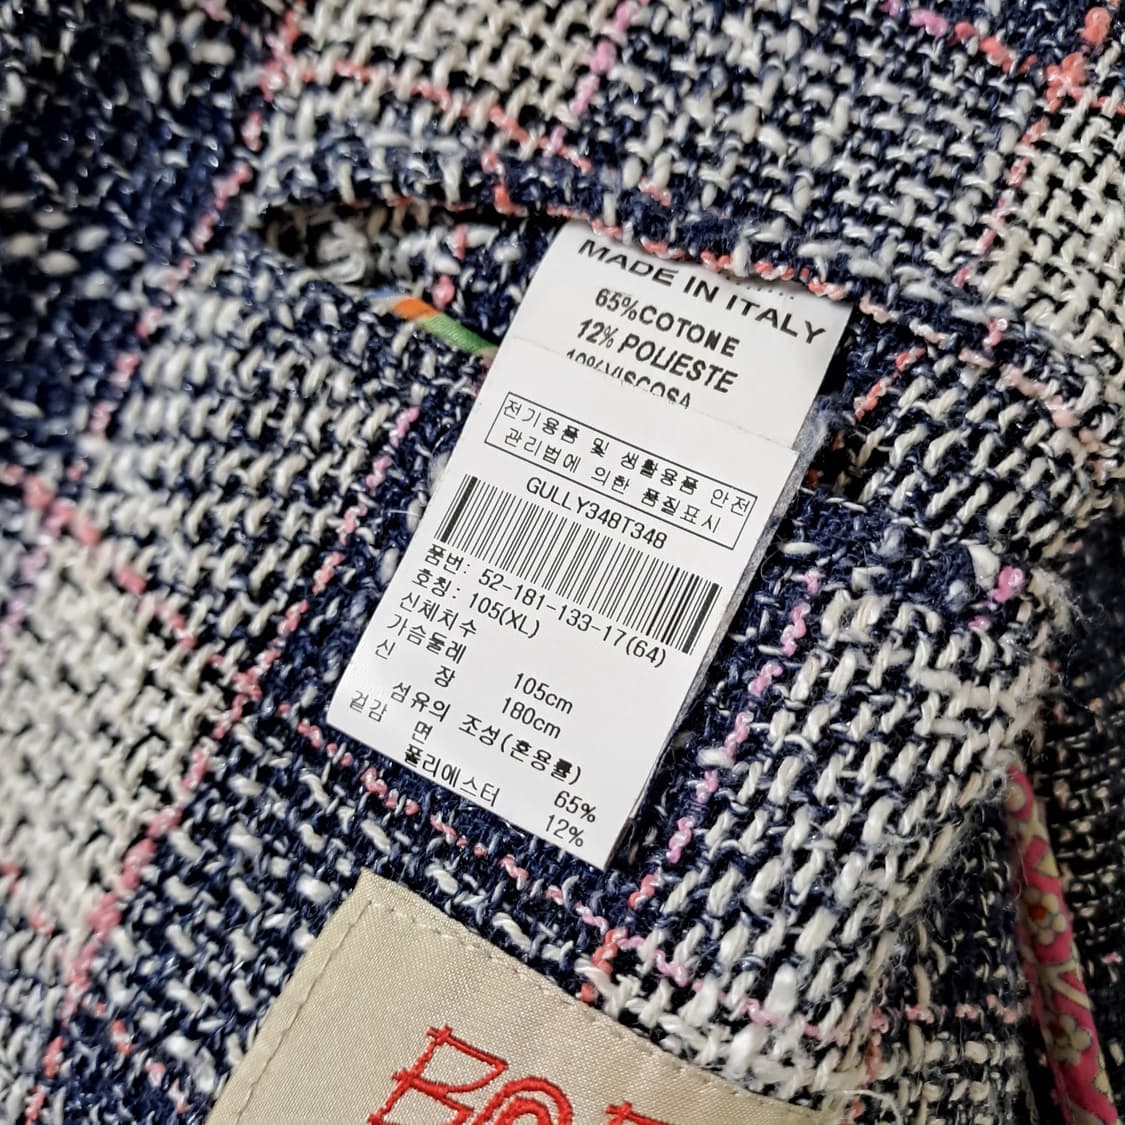 MADE IN ITALY
65%COTONE
12% POLIESTE
10%VISCOSA
전기용품 및 생활용품 안전
관리법에 의한 품질표시
GULLY348T348
품번: 52-181-133-17(64)
호칭: 105(XL)
신체치수
가슴둘레 105cm
신 장 180cm
섬유의 조성(혼용률)
겉감 면 65%
폴리에스터 12%